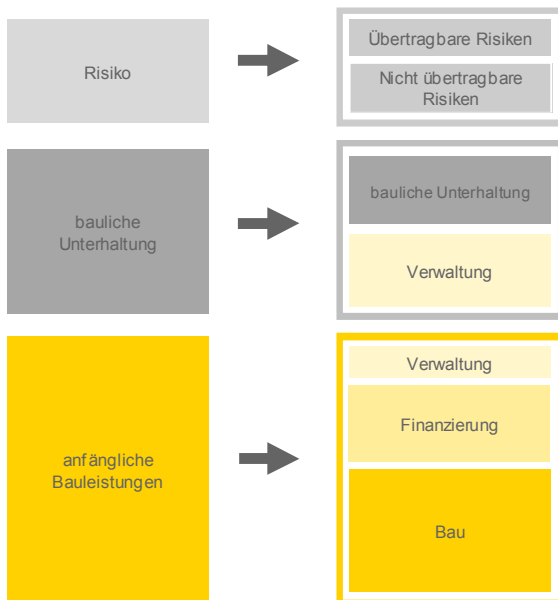 Risiko
Übertragbare Risiken
Nicht übertragbare
Risiken
bauliche
Unterhaltung
bauliche Unterhaltung
Verwaltung
anfängliche
Bauleistungen
Verwaltung
Finanzierung
Bau